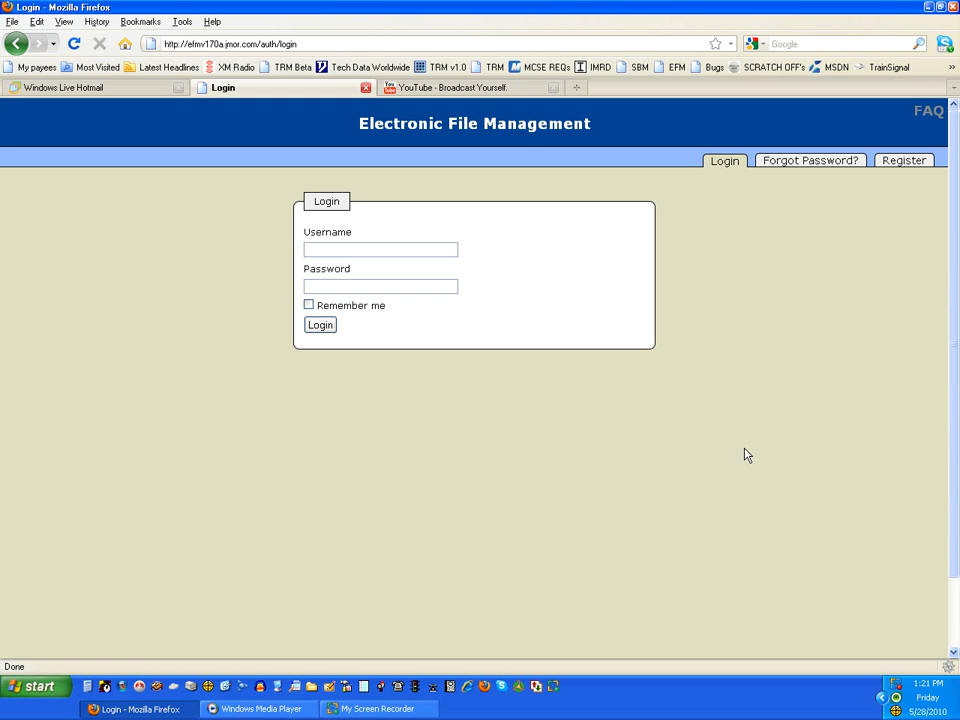 Login - Mozilla Firefox
File Edit View History Bookmarks Tools Help
http://efmv170a.jmor.com/auth/login
Google
My payees Most Visited Latest Headlines XM Radio TRM Beta Tech Data Worldwide TRM v1.0 TRM MCSE REQs IMRD SBM EFM Bugs SCRATCH OFF's MSDN TrainSignal »
Windows Live Hotmail Login YouTube - Broadcast Yourself.
FAQ
Electronic File Management
Login Forgot Password? Register
Login
Username
Password
Remember me
Login
Done
start
1:21 PM
Friday
5/28/2010
Login - Mozilla Firefox Windows Media Player My Screen Recorder